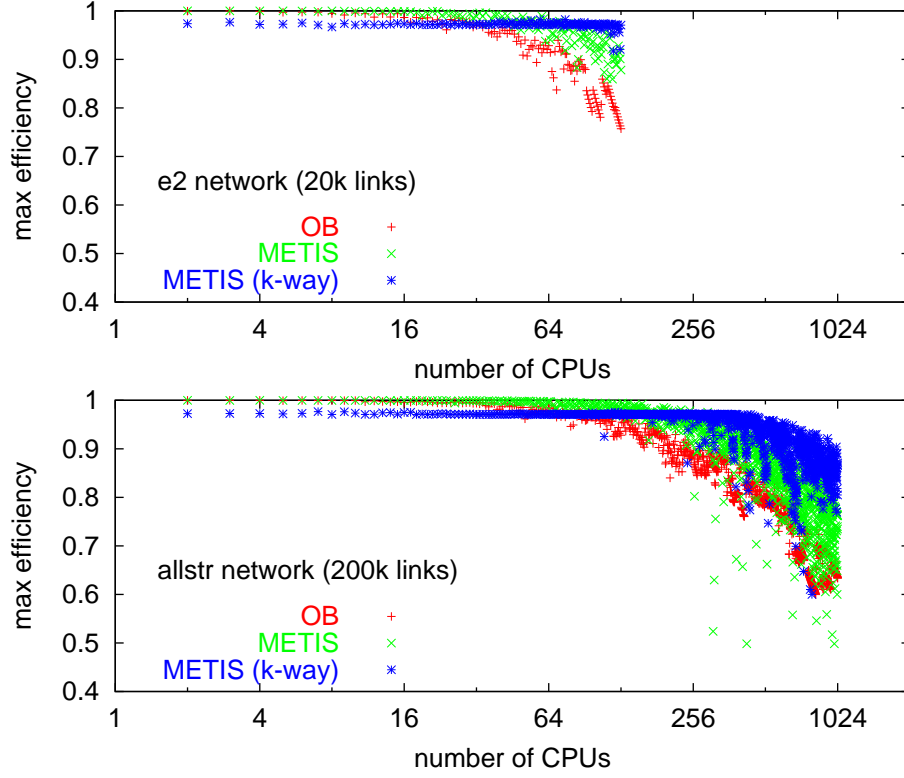 1
0.9
0.8
0.7
0.6
0.5
0.4
max efficiency
e2 network (20k links)
OB
METIS
METIS (k-way)
1 4 16 64 256 1024
number of CPUs
1
0.9
0.8
0.7
0.6
0.5
0.4
max efficiency
allstr network (200k links)
OB
METIS
METIS (k-way)
1 4 16 64 256 1024
number of CPUs